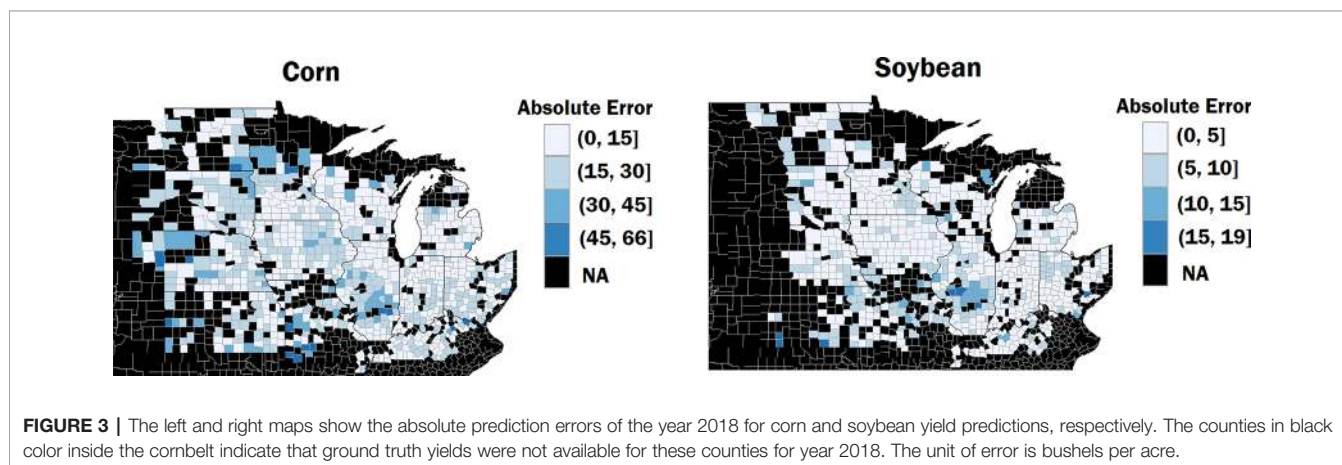 Corn
Absolute Error
(0, 15]
(15, 30]
(30, 45]
(45, 66]
NA
Soybean
Absolute Error
(0, 5]
(5, 10]
(10, 15]
(15, 19]
NA
FIGURE 3 | The left and right maps show the absolute prediction errors of the year 2018 for corn and soybean yield predictions, respectively. The counties in black
color inside the cornbelt indicate that ground truth yields were not available for these counties for year 2018. The unit of error is bushels per acre.